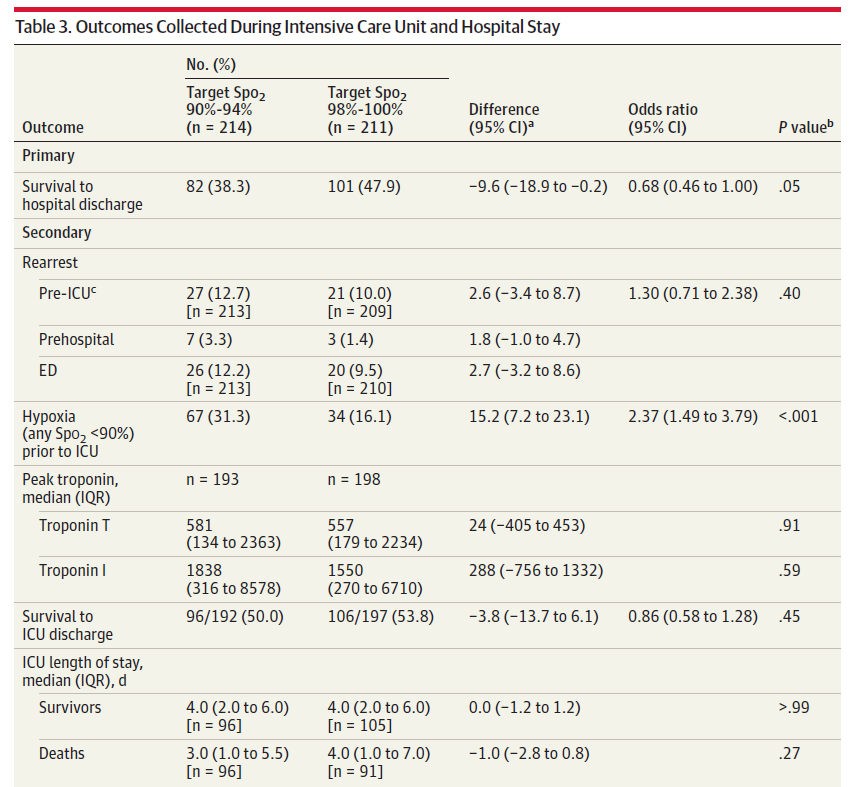 Table 3. Outcomes Collected During Intensive Care Unit and Hospital Stay
No. (%)
Outcome Target Spo2 90%-94% (n = 214) Target Spo2 98%-100% (n = 211) Difference (95% CI)a Odds ratio (95% CI) P valueb
Primary
Survival to hospital discharge 82 (38.3) 101 (47.9) −9.6 (−18.9 to −0.2) 0.68 (0.46 to 1.00) .05
Secondary
Rearrest
Pre-ICUc 27 (12.7) [n = 213] 21 (10.0) [n = 209] 2.6 (−3.4 to 8.7) 1.30 (0.71 to 2.38) .40
Prehospital 7 (3.3) 3 (1.4) 1.8 (−1.0 to 4.7)
ED 26 (12.2) [n = 213] 20 (9.5) [n = 210] 2.7 (−3.2 to 8.6)
Hypoxia (any Spo2 <90%) prior to ICU 67 (31.3) 34 (16.1) 15.2 (7.2 to 23.1) 2.37 (1.49 to 3.79) <.001
Peak troponin, median (IQR) n = 193 n = 198
Troponin T 581 (134 to 2363) 557 (179 to 2234) 24 (−405 to 453) .91
Troponin I 1838 (316 to 8578) 1550 (270 to 6710) 288 (−756 to 1332) .59
Survival to ICU discharge 96/192 (50.0) 106/197 (53.8) −3.8 (−13.7 to 6.1) 0.86 (0.58 to 1.28) .45
ICU length of stay, median (IQR), d
Survivors 4.0 (2.0 to 6.0) [n = 96] 4.0 (2.0 to 6.0) [n = 105] 0.0 (−1.2 to 1.2) >.99
Deaths 3.0 (1.0 to 5.5) [n = 96] 4.0 (1.0 to 7.0) [n = 91] −1.0 (−2.8 to 0.8) .27